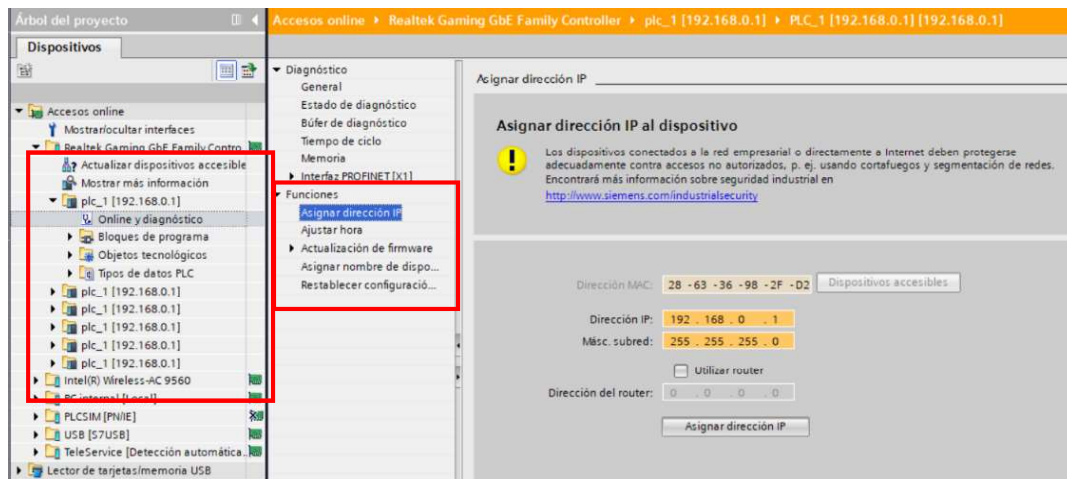 Árbol del proyecto
Accesos online ▸ Realtek Gaming GbE Family Controller ▸ plc_1 [192.168.0.1] ▸ PLC_1 [192.168.0.1] [192.168.0.1]
Dispositivos
Accesos online
Mostrar/ocultar interfaces
Realtek Gaming GbE Family Contro
Actualizar dispositivos accesible
Mostrar más información
plc_1 [192.168.0.1]
Online y diagnóstico
Bloques de programa
Objetos tecnológicos
Tipos de datos PLC
plc_1 [192.168.0.1]
plc_1 [192.168.0.1]
plc_1 [192.168.0.1]
plc_1 [192.168.0.1]
plc_1 [192.168.0.1]
Intel(R) Wireless-AC 9560
PC internal [Local]
PLCSIM [PN/IE]
USB [S7USB]
TeleService [Detección automática...
Lector de tarjetas/memoria USB
Diagnóstico
General
Estado de diagnóstico
Búfer de diagnóstico
Tiempo de ciclo
Memoria
Interfaz PROFINET [X1]
Funciones
Asignar dirección IP
Ajustar hora
Actualización de firmware
Asignar nombre de dispo...
Restablecer configuració...
Asignar dirección IP
Asignar dirección IP al dispositivo
Los dispositivos conectados a la red empresarial o directamente a Internet deben protegerse
adecuadamente contra accesos no autorizados, p. ej. usando cortafuegos y segmentación de redes.
Encontrará más información sobre seguridad industrial en
http://www.siemens.com/industrialsecurity
Dirección MAC: 28 -63 -36 -98 -2F -D2 Dispositivos accesibles
Dirección IP: 192 . 168 . 0 . 1
Másc. subred: 255 . 255 . 255 . 0
Utilizar router
Dirección del router: 0 . 0 . 0 . 0
Asignar dirección IP